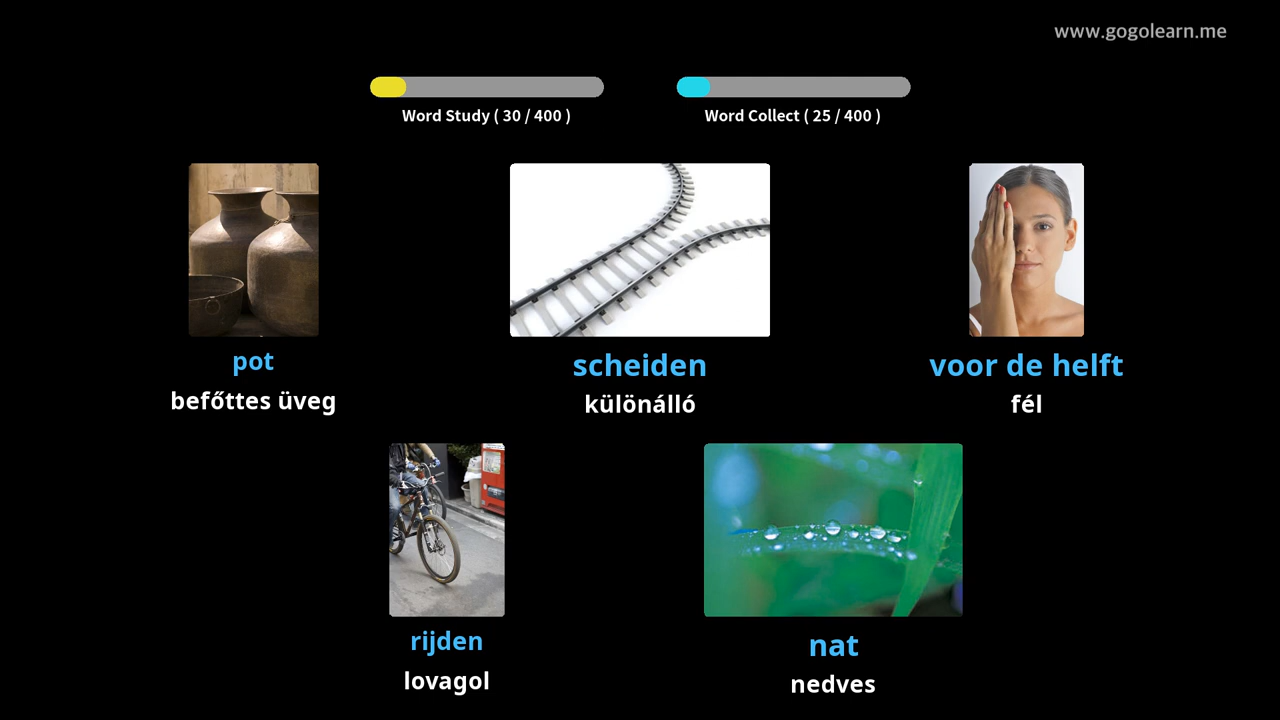 www.gogolearn.me
Word Study ( 30 / 400 )
Word Collect ( 25 / 400 )
pot
befőttes üveg
scheiden
különálló
voor de helft
fél
rijden
lovagol
nat
nedves